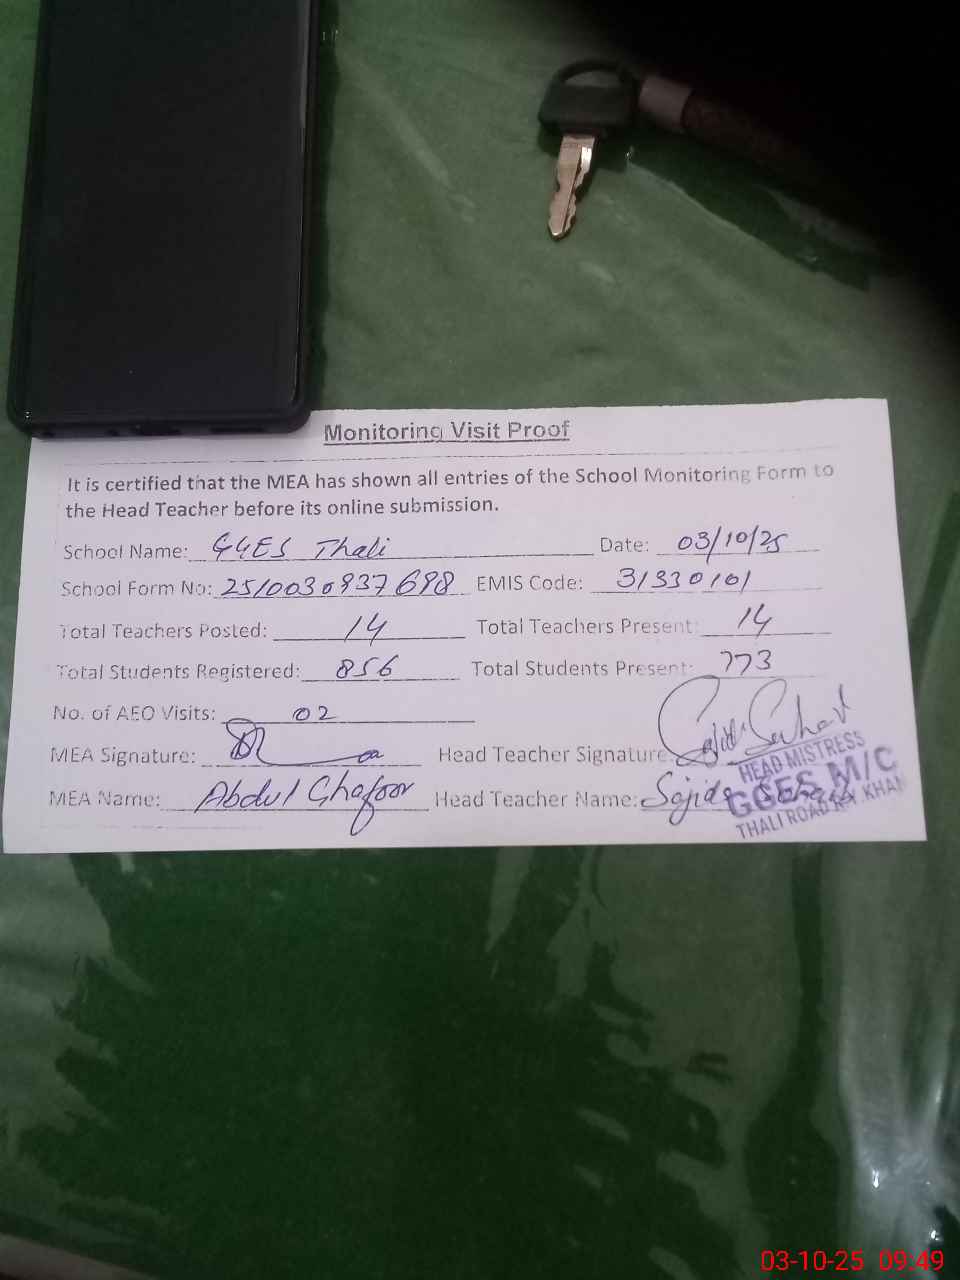 Monitoring Visit Proof
It is certified that the MEA has shown all entries of the School Monitoring Form to
the Head Teacher before its online submission.
School Name: GGES Thali Date: 03/10/25
School Form No: 2510030937698 EMIS Code: 31330101
Total Teachers Posted: 14 Total Teachers Present: 14
Total Students Registered: 856 Total Students Present: 773
No. of AEO Visits: 02
MEA Signature: Head Teacher Signature:
MEA Name: Abdul Ghafoor Head Teacher Name: Sajida
HEAD MISTRESS
GGES M/C
THALI ROAD R.Y.KHAN
03-10-25 09:49